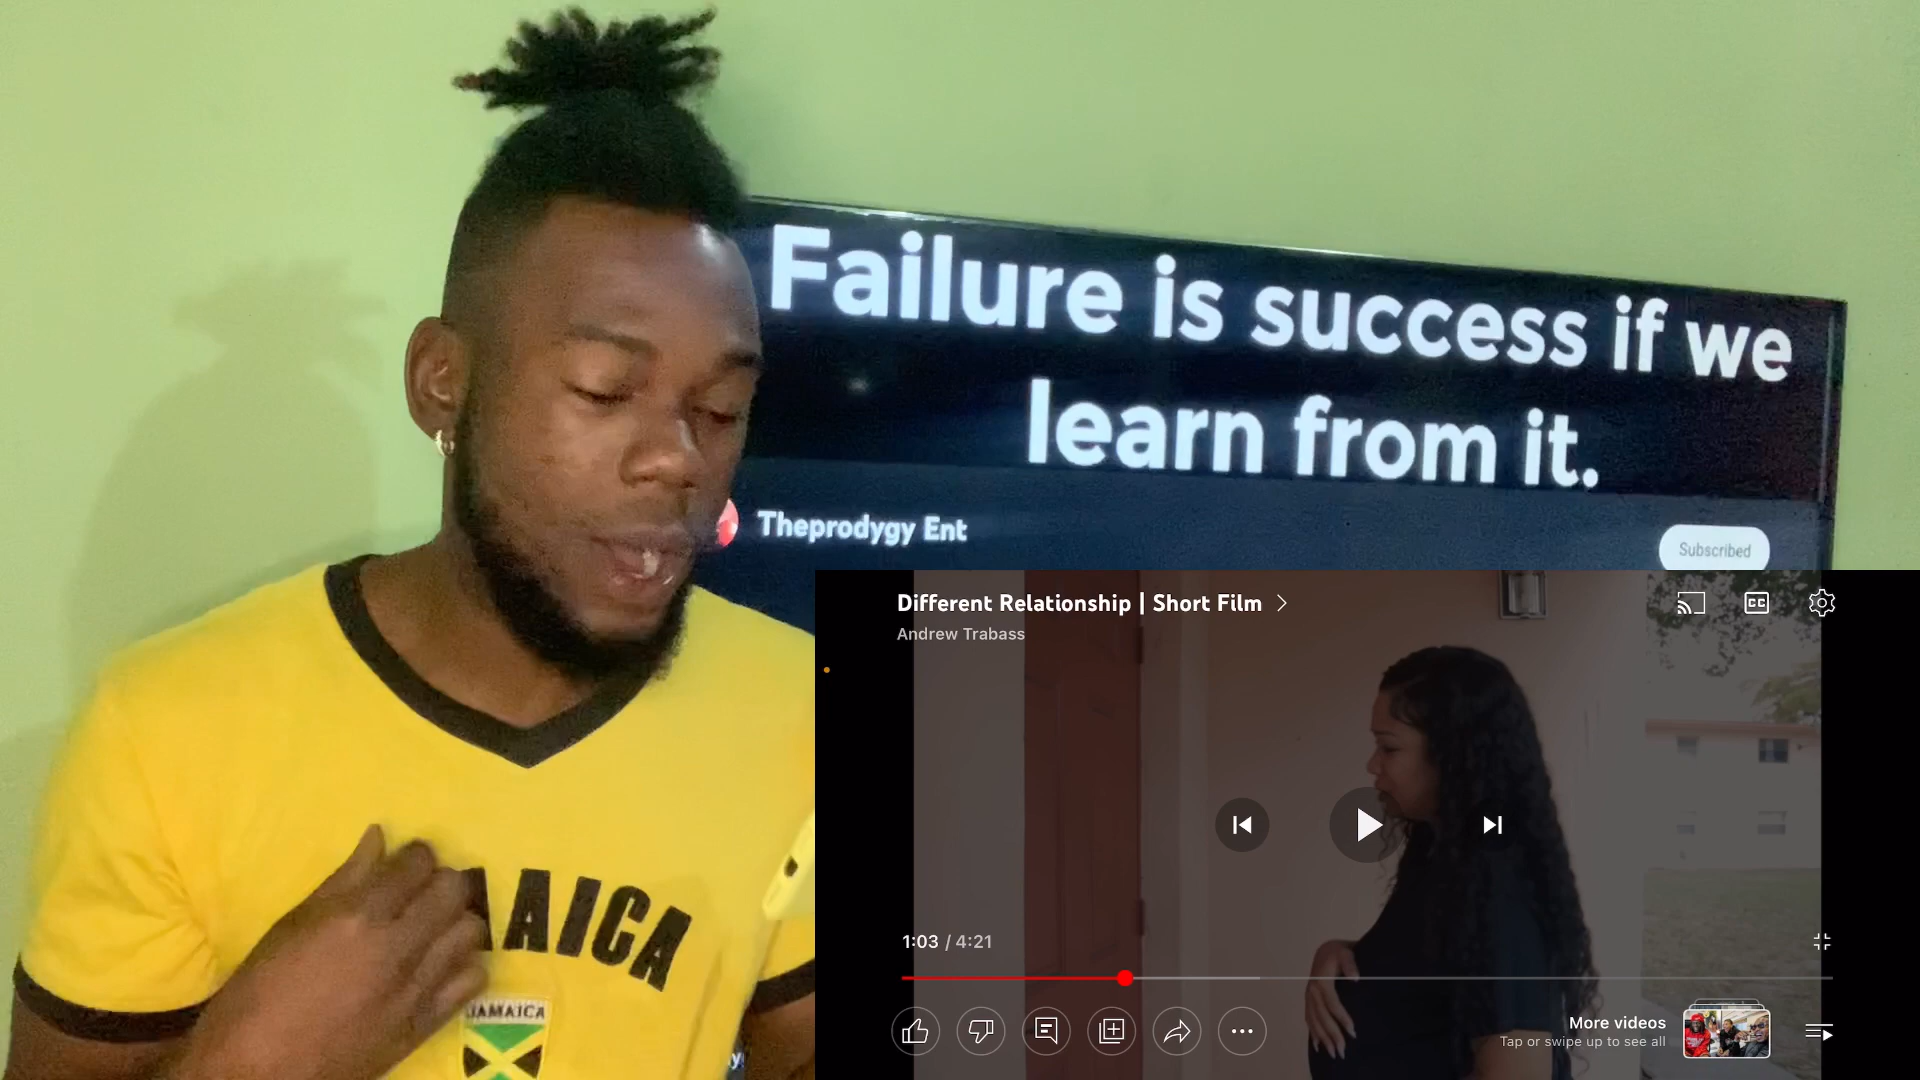 Failure is success if we
learn from it.
Theprodygy Ent
Subscribed
Different Relationship | Short Film
Andrew Trabass
CC
1:03 / 4:21
AICA
JAMAICA
More videos
Tap or swipe up to see all